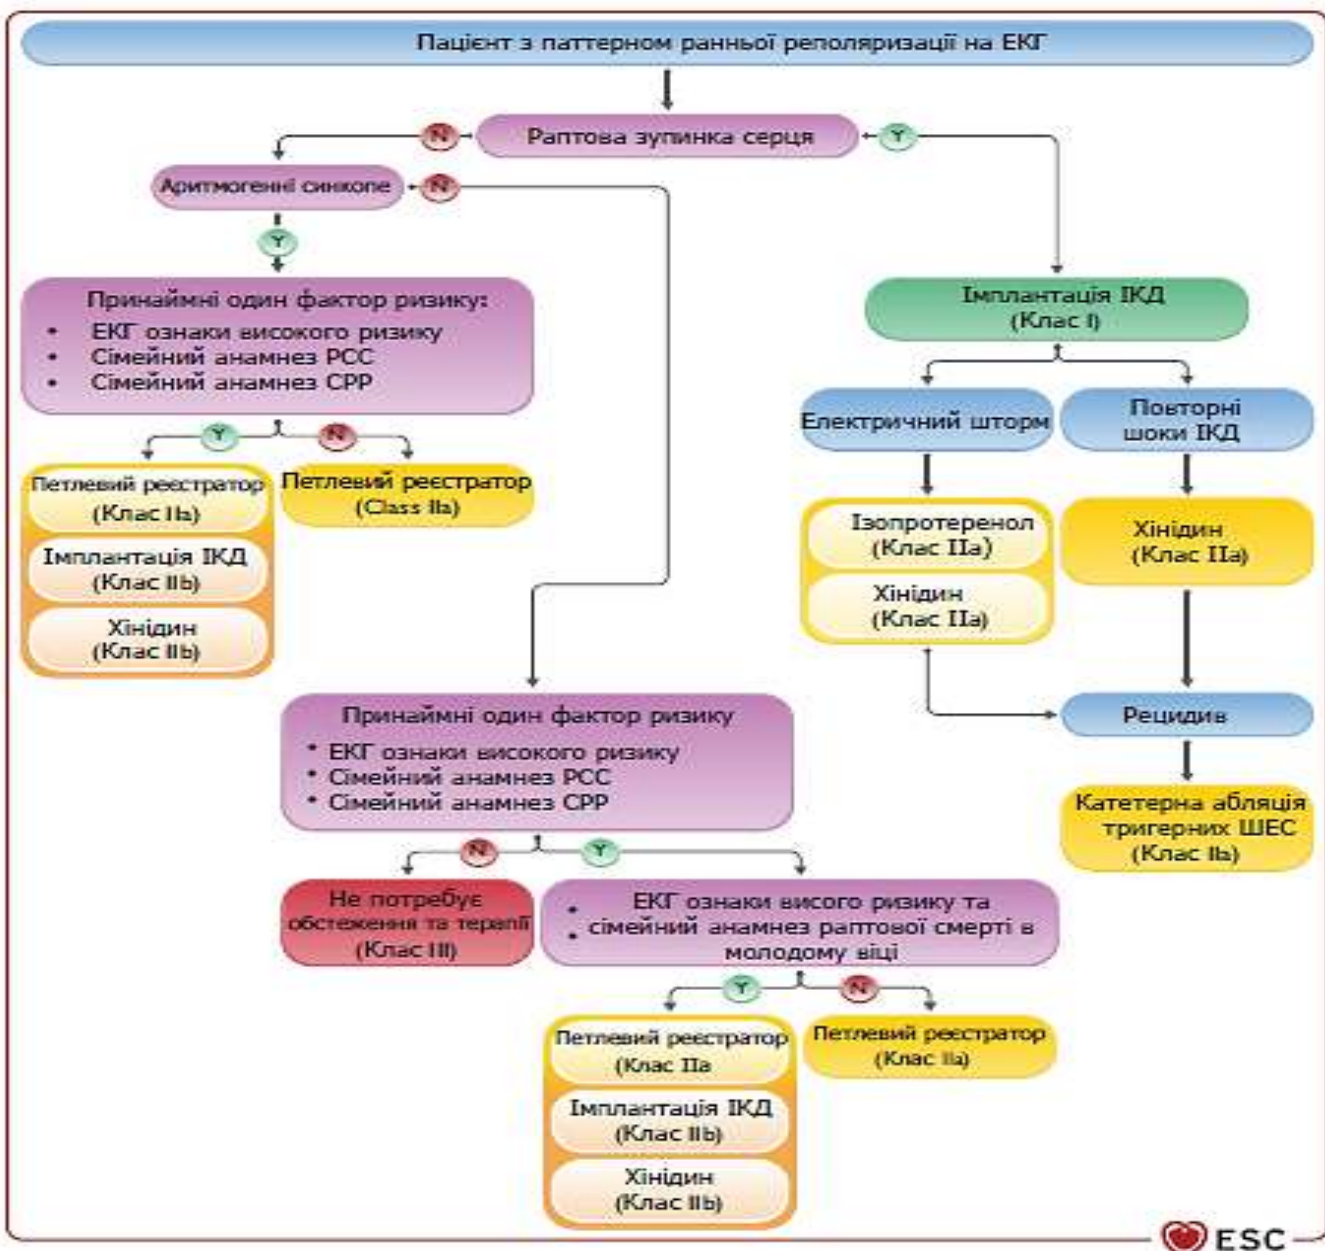 Пацієнт з паттерном ранньої реполяризації на ЕКГ
Раптова зупинка серця
N
Y
Аритмогенні синкопе
N
Y
Принаймні один фактор ризику:
• ЕКГ ознаки високого ризику
• Сімейний анамнез РСС
• Сімейний анамнез СРР
Y
N
Петлевий реєстратор
(Клас IIa)
Імплантація ІКД
(Клас IIb)
Хінідин
(Клас IIb)
Петлевий реєстратор
(Class IIa)
Імплантація ІКД
(Клас I)
Електричний шторм
Повторні
шоки ІКД
Ізопротеренол
(Клас IIa)
Хінідин
(Клас IIa)
Хінідин
(Клас IIa)
Рецидив
Катетерна абляція
тригерних ШЕС
(Клас IIa)
Принаймні один фактор ризику
• ЕКГ ознаки високого ризику
• Сімейний анамнез РСС
• Сімейний анамнез СРР
N
Y
Не потребує
обстеження та терапії
(Клас III)
• ЕКГ ознаки висого ризику та
• сімейний анамнез раптової смерті в
молодому віці
Y
N
Петлевий реєстратор
(Клас IIa
Імплантація ІКД
(Клас IIb)
Хінідин
(Клас IIb)
Петлевий реєстратор
(Клас IIa)
ESC